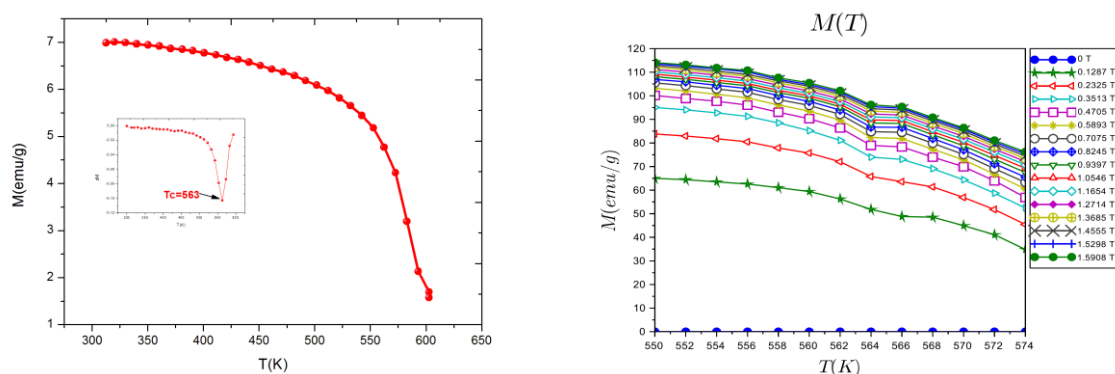 M(emu/g)
7
6
5
4
3
2
1
300 350 400 450 500 550 600 650
T(K)
Tc=563
T(K)
M(T)
M(emu/g)
120
110
100
90
80
70
60
50
40
30
20
10
0
550 552 554 556 558 560 562 564 566 568 570 572 574
T(K)
0 T
0.1287 T
0.2325 T
0.3513 T
0.4705 T
0.5893 T
0.7075 T
0.8245 T
0.9397 T
1.0546 T
1.1654 T
1.2714 T
1.3685 T
1.4555 T
1.5298 T
1.5908 T